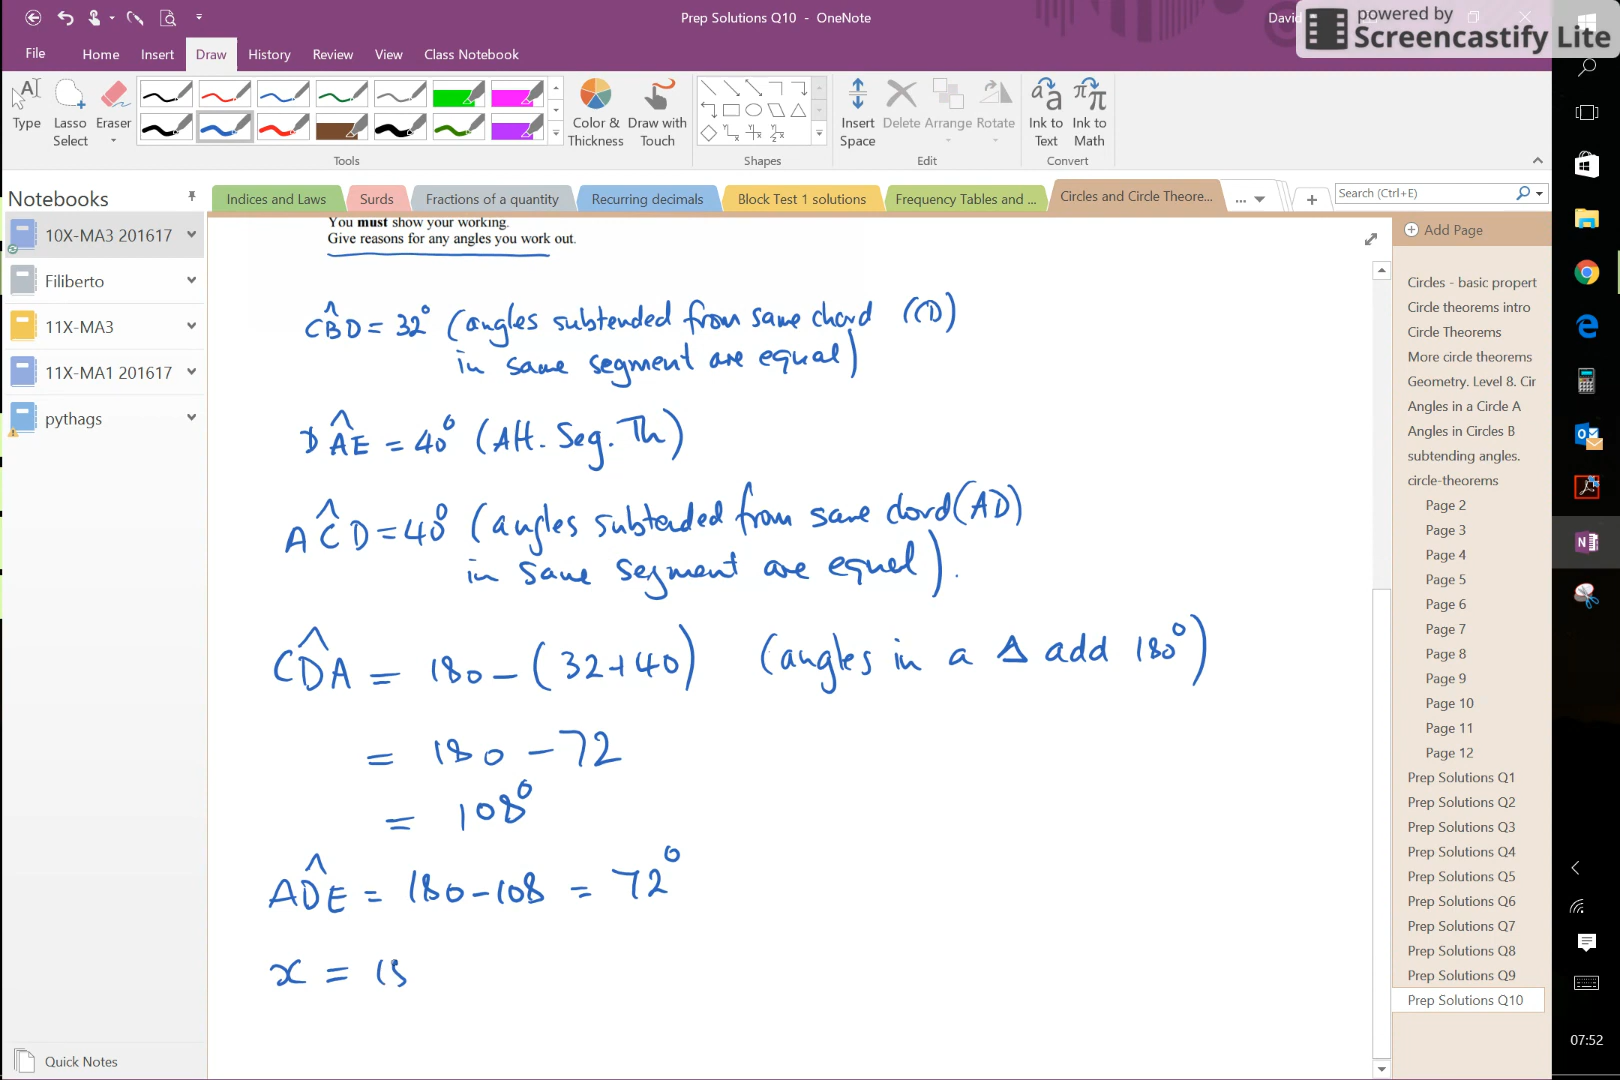 Prep Solutions Q10 - OneNote
David
powered by
Screencastify Lite
File
Home
Insert
Draw
History
Review
View
Class Notebook
Type
Lasso Select
Eraser
Color & Thickness
Draw with Touch
Insert Space
Delete
Arrange
Rotate
Ink to Text
Ink to Math
Tools
Shapes
Edit
Convert
Notebooks
Indices and Laws
Surds
Fractions of a quantity
Recurring decimals
Block Test 1 solutions
Frequency Tables and ...
Circles and Circle Theore...
...
Search (Ctrl+E)
10X-MA3 201617
Filiberto
11X-MA3
11X-MA1 201617
pythags
Quick Notes
You must show your working.
Give reasons for any angles you work out.
CB̂D = 32° (angles subtended from same chord (CD)
in same segment are equal)
DÂE = 40° (Alt. Seg. Th)
AĈD = 40° (angles subtended from same chord (AD)
in same segment are equal).
CD̂A = 180 - (32+40) (angles in a Δ add 180°)
= 180 - 72
= 108°
AD̂E = 180 - 108 = 72°
x = 18
Add Page
Circles - basic propert
Circle theorems intro
Circle Theorems
More circle theorems
Geometry. Level 8. Cir
Angles in a Circle A
Angles in Circles B
subtending angles.
circle-theorems
Page 2
Page 3
Page 4
Page 5
Page 6
Page 7
Page 8
Page 9
Page 10
Page 11
Page 12
Prep Solutions Q1
Prep Solutions Q2
Prep Solutions Q3
Prep Solutions Q4
Prep Solutions Q5
Prep Solutions Q6
Prep Solutions Q7
Prep Solutions Q8
Prep Solutions Q9
Prep Solutions Q10
07:52